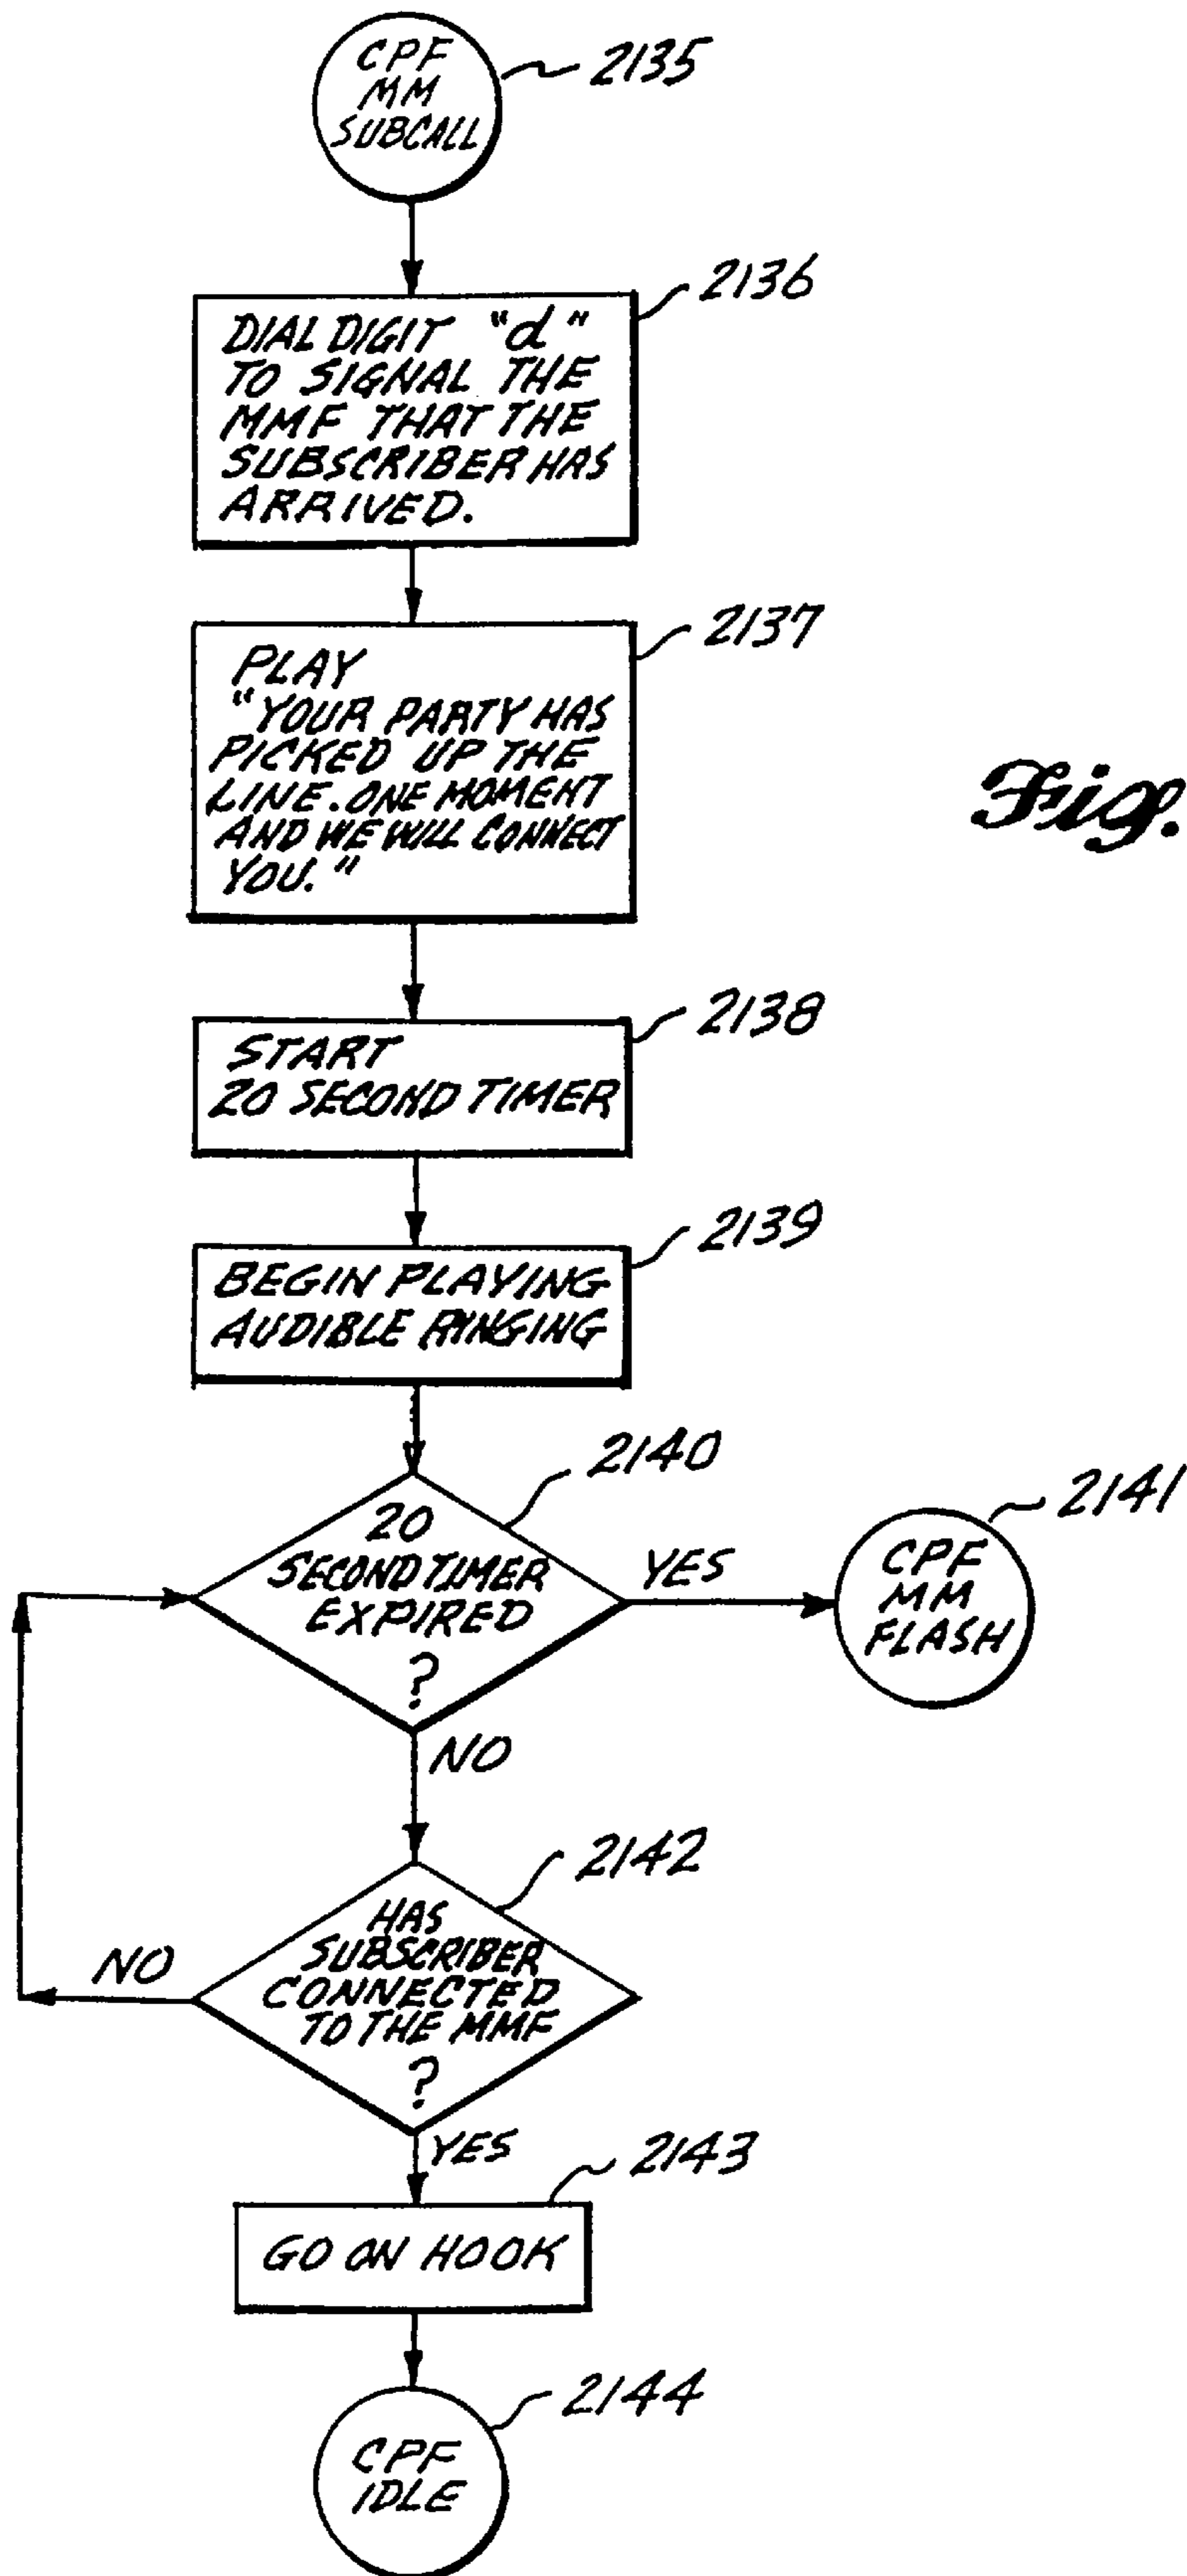 CPF
MM
SUBCALL
2135
2136
DIAL DIGIT "d"
TO SIGNAL THE
MMF THAT THE
SUBSCRIBER HAS
ARRIVED.
2137
PLAY
"YOUR PARTY HAS
PICKED UP THE
LINE. ONE MOMENT
AND WE WILL CONNECT
YOU."
Fig.
2138
START
20 SECOND TIMER
2139
BEGIN PLAYING
AUDIBLE RINGING
2140
20
SECOND TIMER
EXPIRED
?
YES
2141
CPF
MM
FLASH
NO
2142
HAS
SUBSCRIBER
CONNECTED
TO THE MMF
?
NO
YES
2143
GO ON HOOK
2144
CPF
IDLE